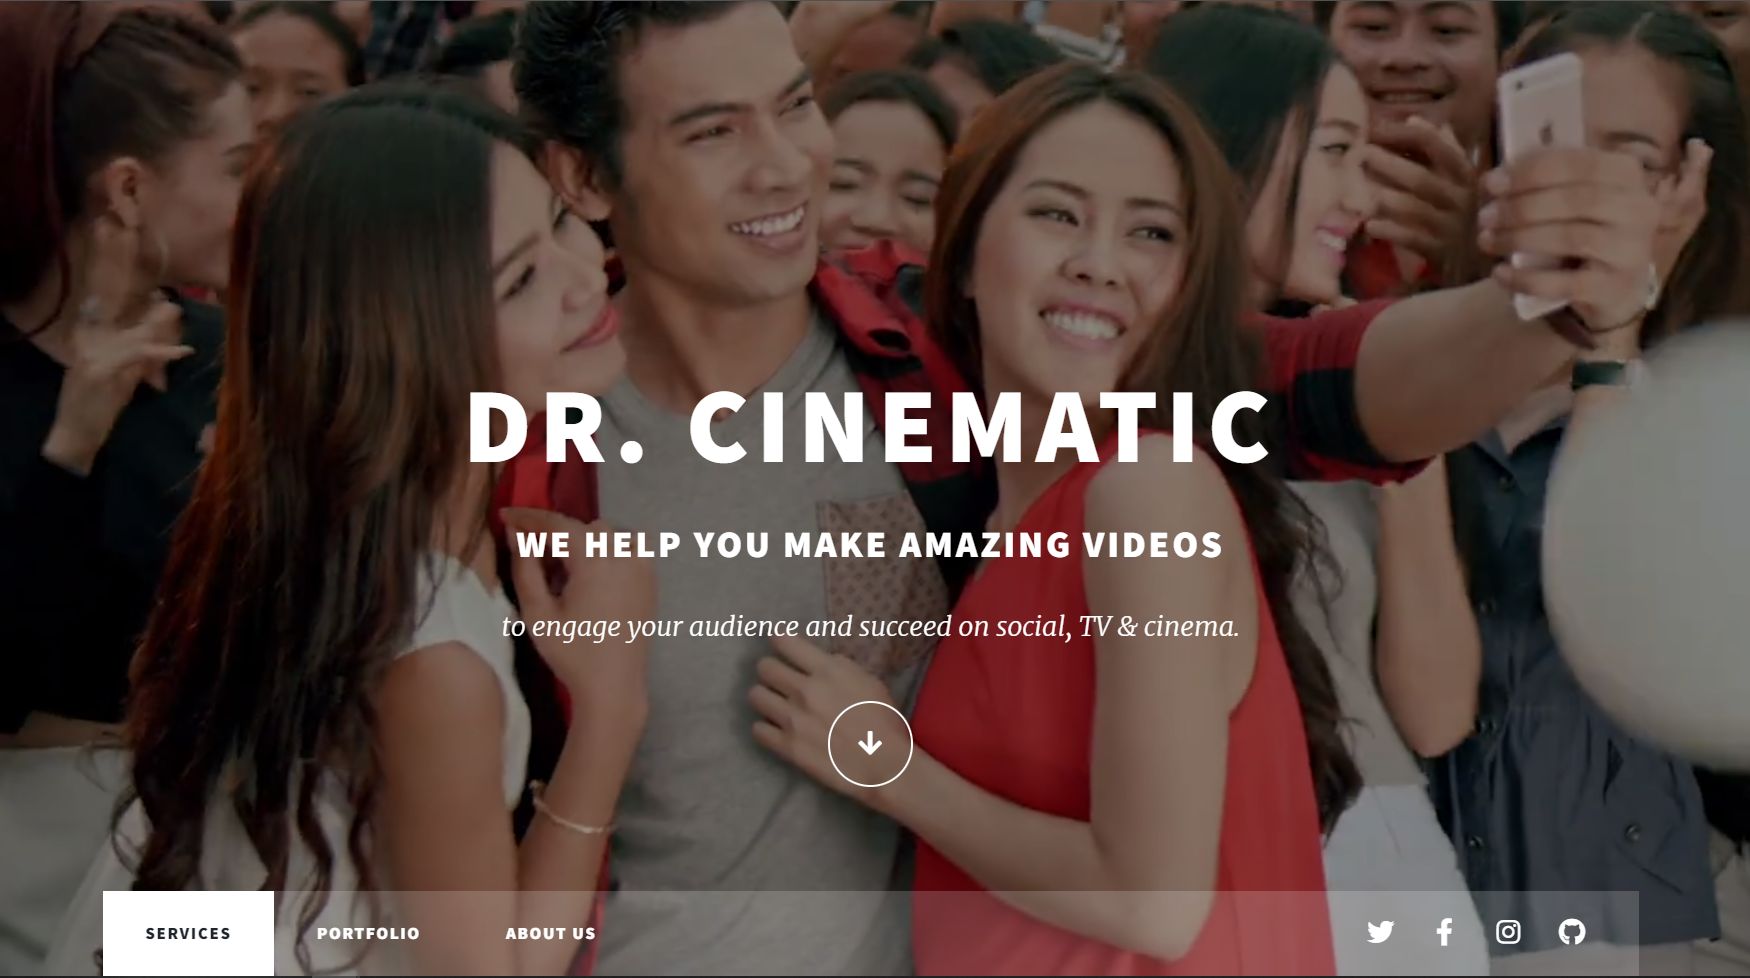 DR. CINEMATIC
WE HELP YOU MAKE AMAZING VIDEOS
to engage your audience and succeed on social, TV & cinema.
SERVICES PORTFOLIO ABOUT US